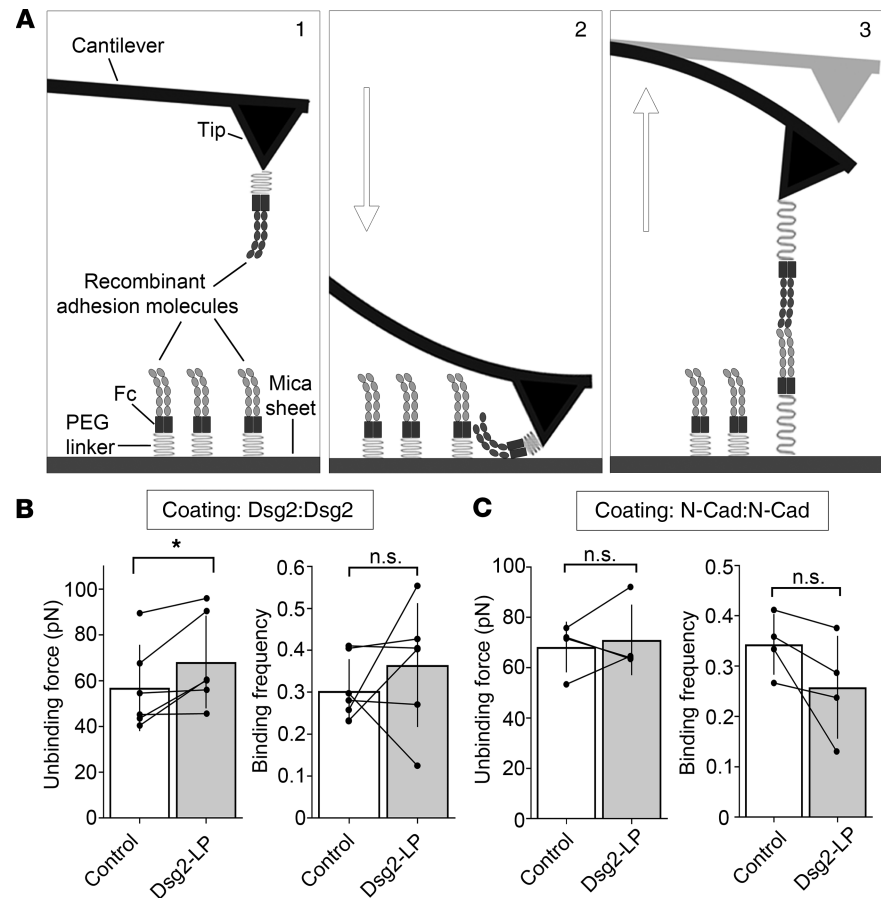 A
1
2
3
Cantilever
Tip
Recombinant
adhesion molecules
Fc
PEG
linker
Mica
sheet
B
Coating: Dsg2:Dsg2
*
Unbinding force (pN)
100
80
60
40
20
0
Control
Dsg2-LP
n.s.
Binding frequency
0.6
0.5
0.4
0.3
0.2
0.1
0
Control
Dsg2-LP
C
Coating: N-Cad:N-Cad
n.s.
Unbinding force (pN)
100
80
60
40
20
0
Control
Dsg2-LP
n.s.
Binding frequency
0.5
0.4
0.3
0.2
0.1
0
Control
Dsg2-LP